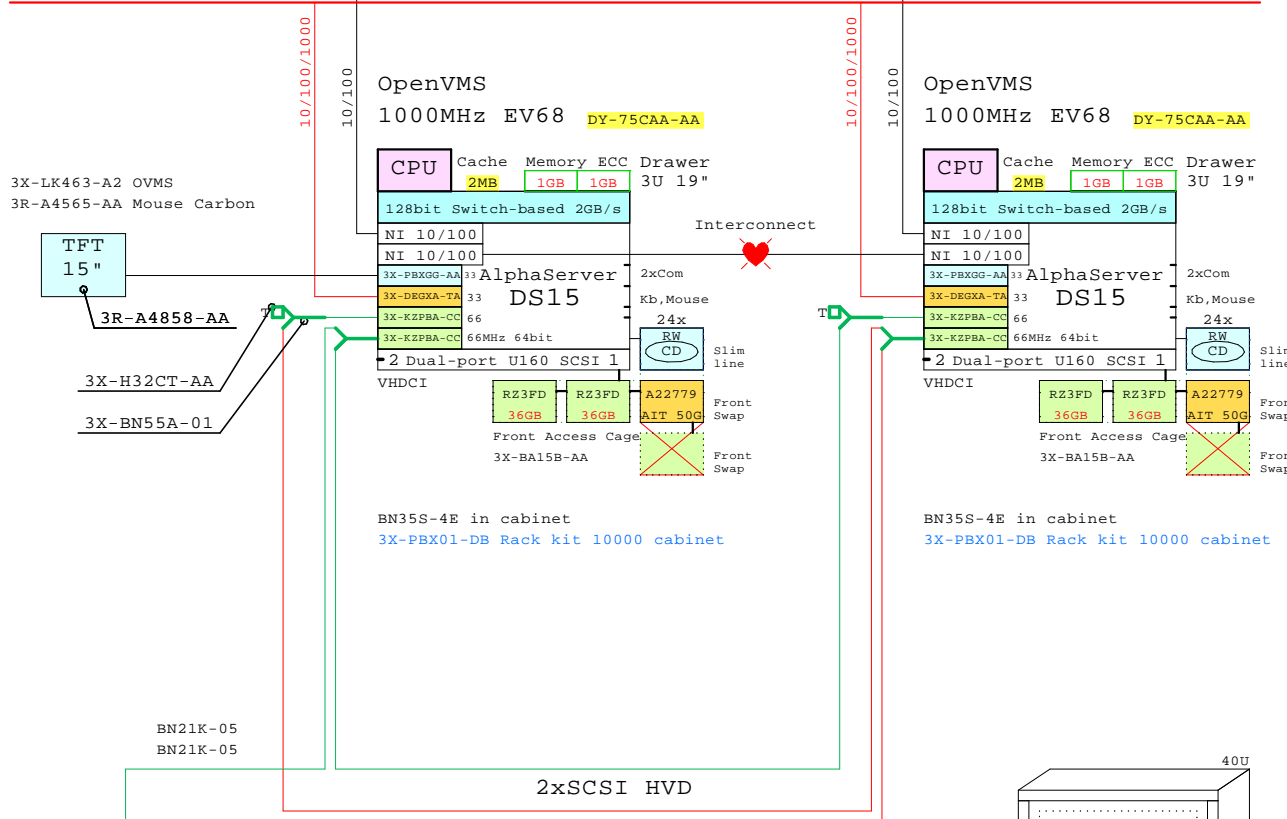 10/100/1000
10/100
OpenVMS
1000MHz EV68 DY-75CAA-AA
CPU
Cache
2MB
Memory ECC
1GB 1GB
Drawer
3U 19"
128bit Switch-based 2GB/s
NI 10/100
NI 10/100
3X-PBXGG-AA 33
3X-DEGXA-TA 33
3X-KZPBA-CC 66
3X-KZPBA-CC 66MHz 64bit
AlphaServer
DS15
2 Dual-port U160 SCSI 1
VHDCI
2xCom
Kb,Mouse
24x
RW
CD
Slim
line
RZ3FD
36GB
RZ3FD
36GB
A22779
AIT 50G
Front
Swap
Front Access Cage
3X-BA15B-AA
Front
Swap
BN35S-4E in cabinet
3X-PBX01-DB Rack kit 10000 cabinet
3X-LK463-A2 OVMS
3R-A4565-AA Mouse Carbon
TFT
15"
3R-A4858-AA
T
3X-H32CT-AA
3X-BN55A-01
Interconnect
10/100/1000
10/100
OpenVMS
1000MHz EV68 DY-75CAA-AA
CPU
Cache
2MB
Memory ECC
1GB 1GB
Drawer
3U 19"
128bit Switch-based 2GB/s
NI 10/100
NI 10/100
3X-PBXGG-AA 33
3X-DEGXA-TA 33
3X-KZPBA-CC 66
3X-KZPBA-CC 66MHz 64bit
AlphaServer
DS15
2 Dual-port U160 SCSI 1
VHDCI
T
2xCom
Kb,Mouse
24x
RW
CD
Slim
line
RZ3FD
36GB
RZ3FD
36GB
A22779
AIT 50G
Front Access Cage
3X-BA15B-AA
BN35S-4E in cabinet
3X-PBX01-DB Rack kit 10000 cabinet
BN21K-05
BN21K-05
2xSCSI HVD
40U